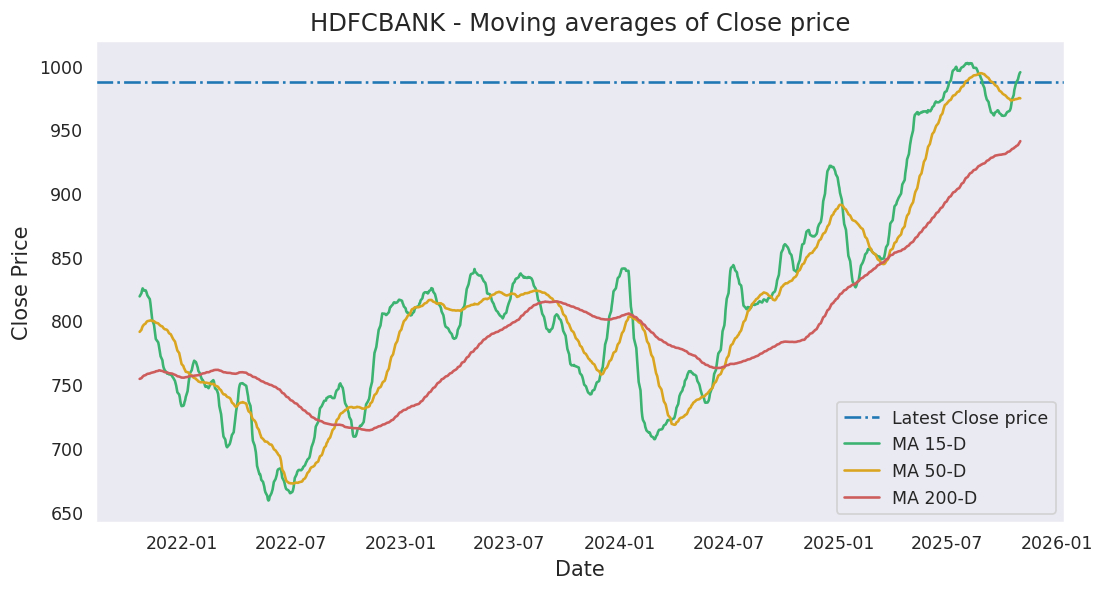 HDFCBANK - Moving averages of Close price
1000
950
900
850
800
750
700
650
Close Price
2022-01 2022-07 2023-01 2023-07 2024-01 2024-07 2025-01 2025-07 2026-01
Date
Latest Close price
MA 15-D
MA 50-D
MA 200-D